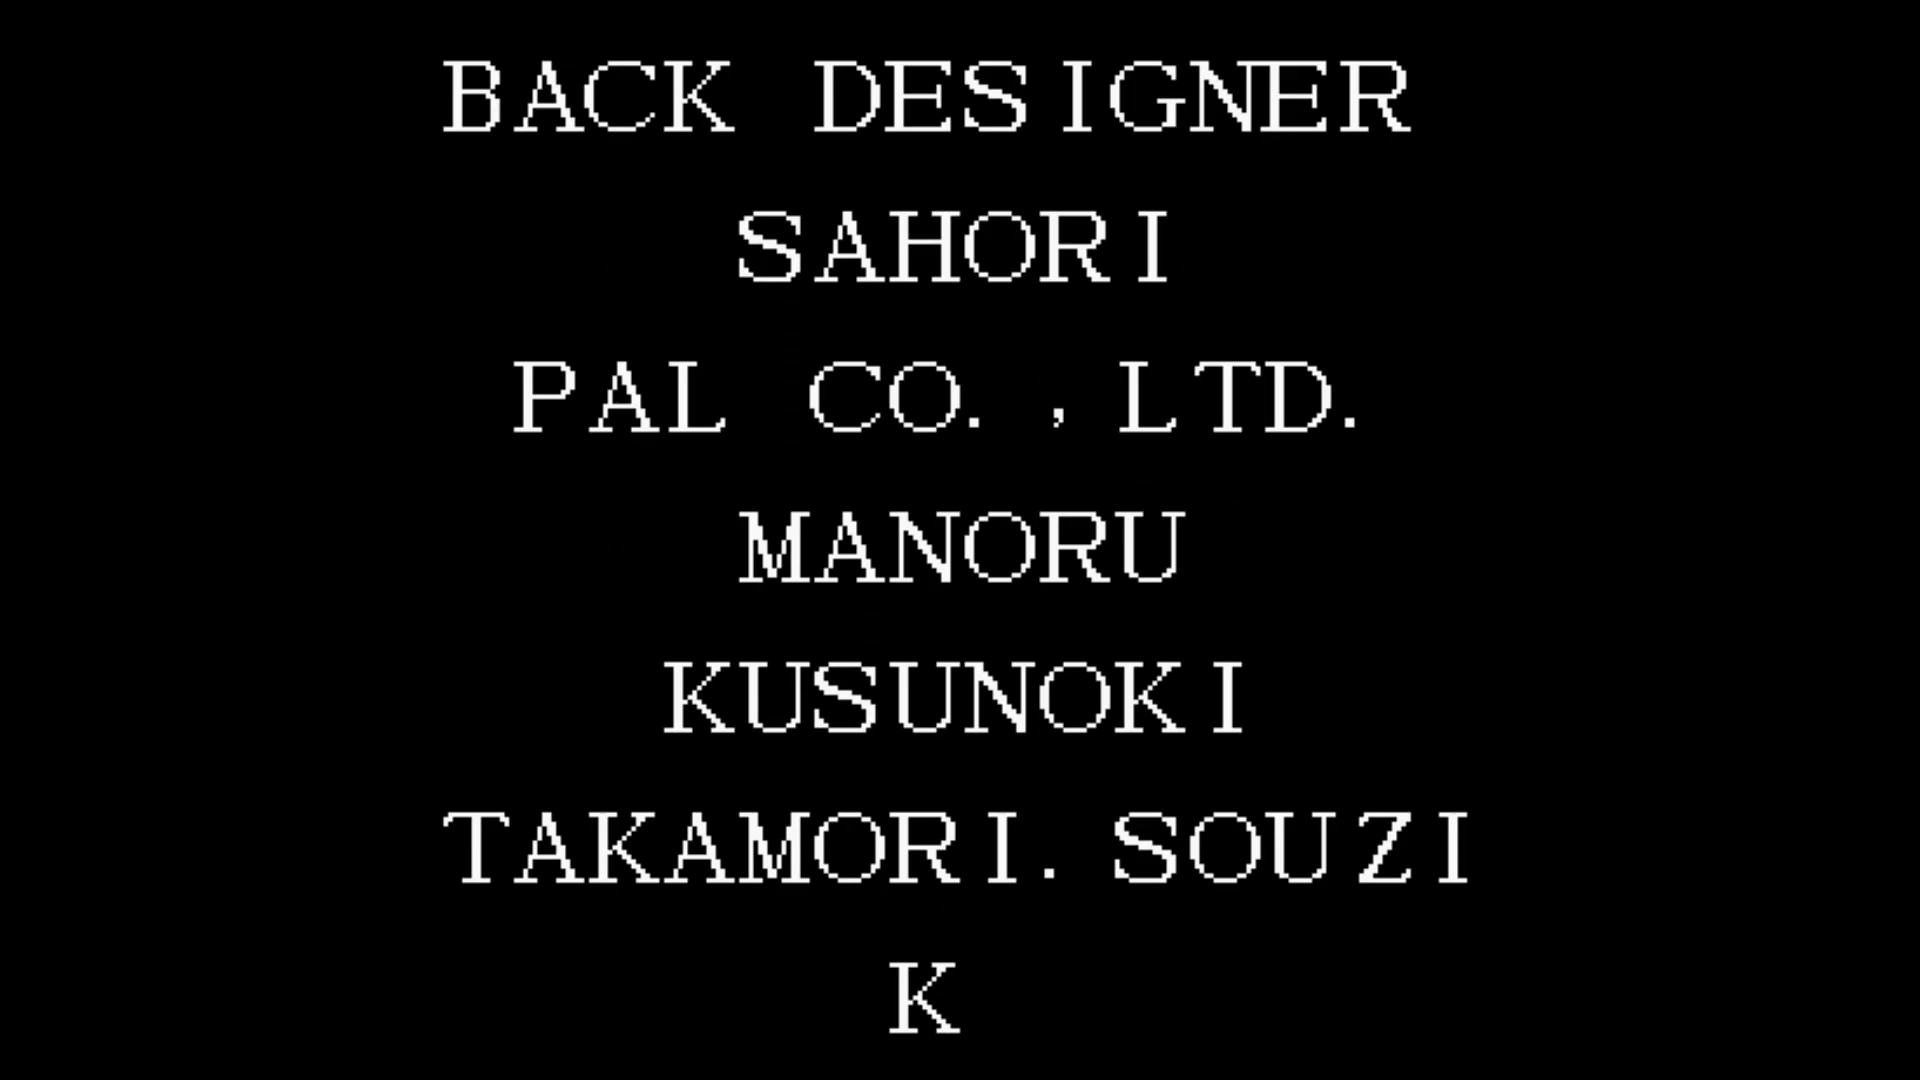 BACK DESIGNER
SAHORI
PAL CO.,LTD.
MANORU
KUSUNOKI
TAKAMORI.SOUZI
K